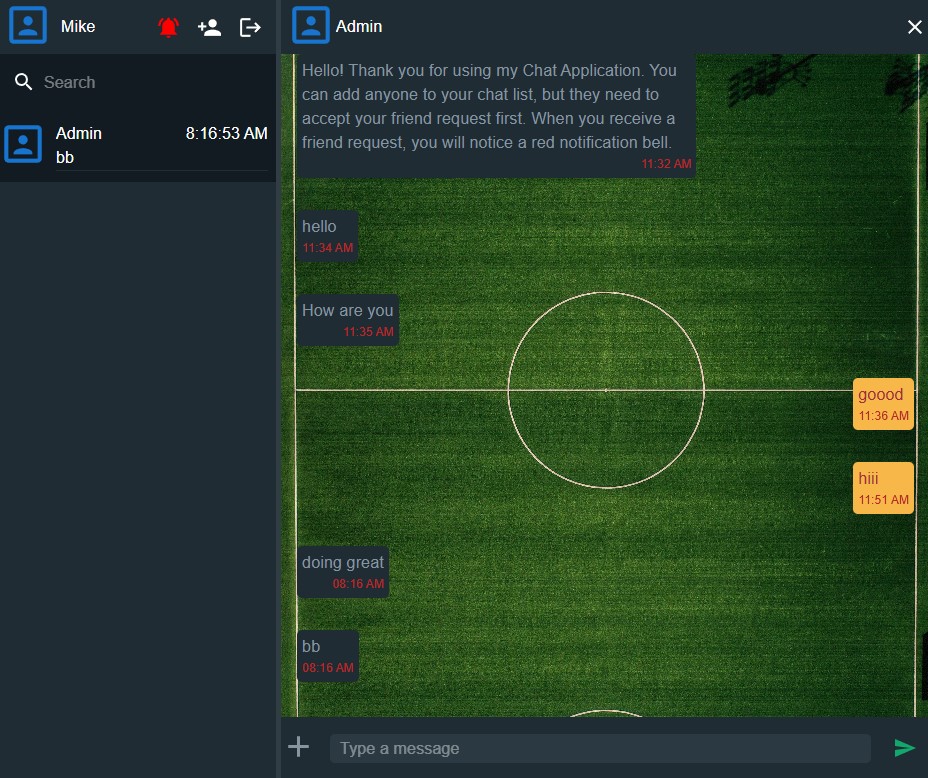 Mike
Search
Admin 8:16:53 AM
bb
Admin
Hello! Thank you for using my Chat Application. You
can add anyone to your chat list, but they need to
accept your friend request first. When you receive a
friend request, you will notice a red notification bell.
11:32 AM
hello
11:34 AM
How are you
11:35 AM
goood
11:36 AM
hiii
11:51 AM
doing great
08:16 AM
bb
08:16 AM
Type a message